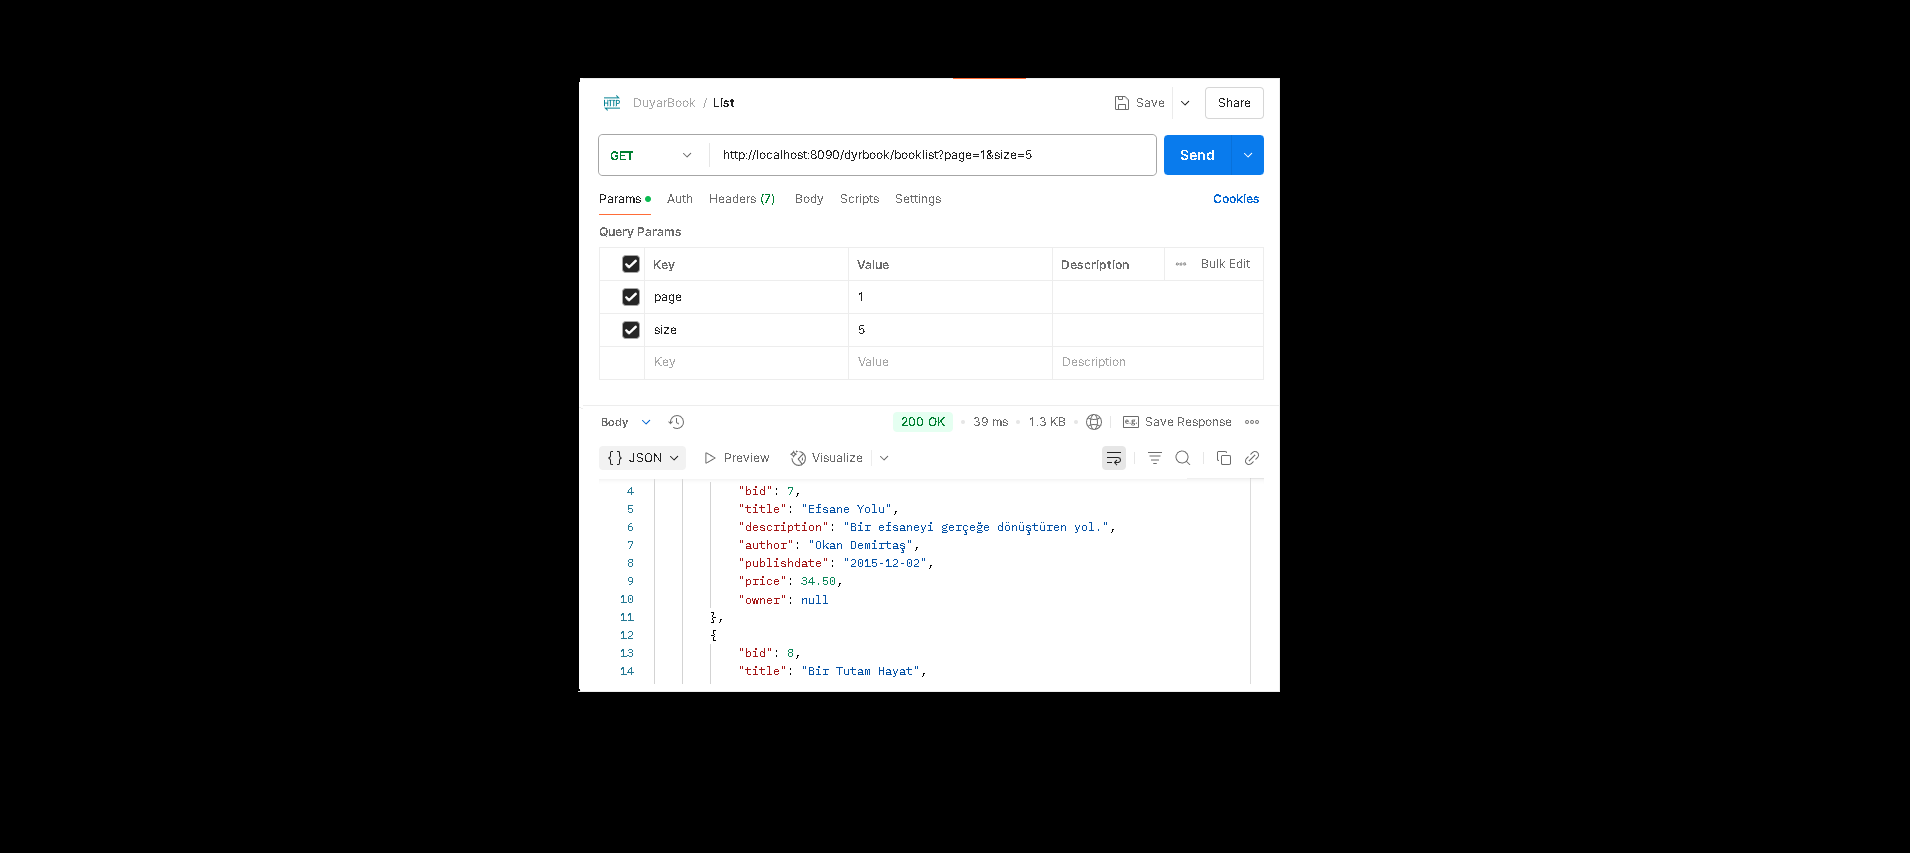 HTTP DuyarBook / List Save Share
GET http://localhost:8090/dyrbook/booklist?page=1&size=5 Send
Params Auth Headers (7) Body Scripts Settings Cookies
Query Params
Key Value Description Bulk Edit
page 1
size 5
Key Value Description
Body 200 OK 39 ms 1.3 KB e.g. Save Response
{} JSON Preview Visualize
4 "bid": 7,
5 "title": "Efsane Yolu",
6 "description": "Bir efsaneyi gerçeğe dönüştüren yol.",
7 "author": "Okan Demirtaş",
8 "publishdate": "2015-12-02",
9 "price": 34.50,
10 "owner": null
11 },
12 {
13 "bid": 8,
14 "title": "Bir Tutam Hayat",